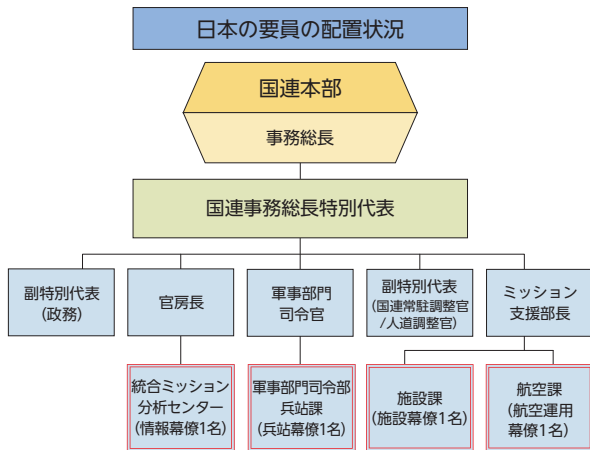 日本の要員の配置状況
国連本部
事務総長
国連事務総長特別代表
副特別代表
(政務)
官房長
軍事部門
司令官
副特別代表
(国連常駐調整官
/人道調整官)
ミッション
支援部長
統合ミッション
分析センター
(情報幕僚1名)
軍事部門司令部
兵站課
(兵站幕僚1名)
施設課
(施設幕僚1名)
航空課
(航空運用
幕僚1名)